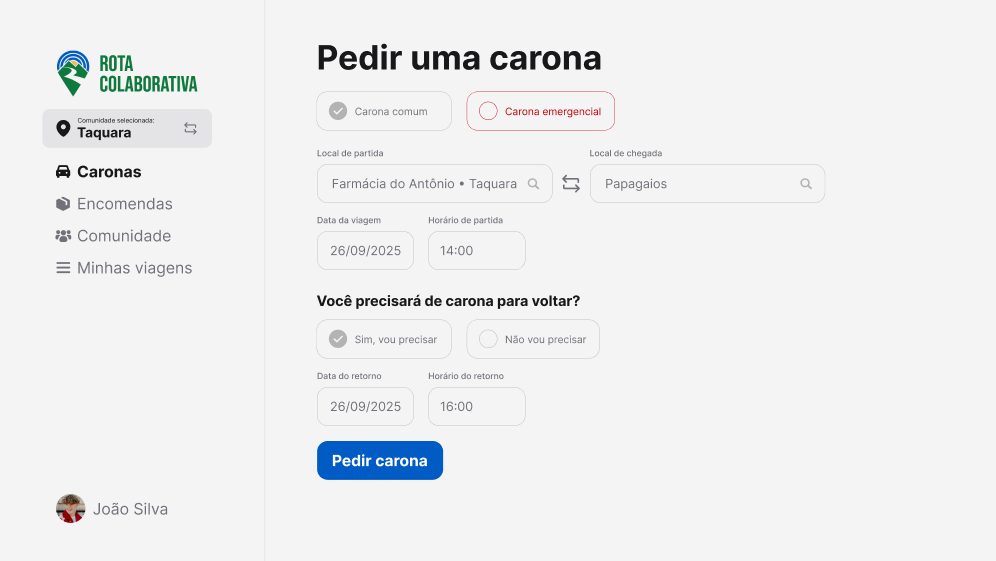 ROTA
COLABORATIVA
Comunidade selecionada:
Taquara
Caronas
Encomendas
Comunidade
Minhas viagens
João Silva
Pedir uma carona
Carona comum
Carona emergencial
Local de partida
Local de chegada
Farmácia do Antônio • Taquara
Papagaios
Data da viagem
Horário de partida
26/09/2025
14:00
Você precisará de carona para voltar?
Sim, vou precisar
Não vou precisar
Data do retorno
Horário do retorno
26/09/2025
16:00
Pedir carona